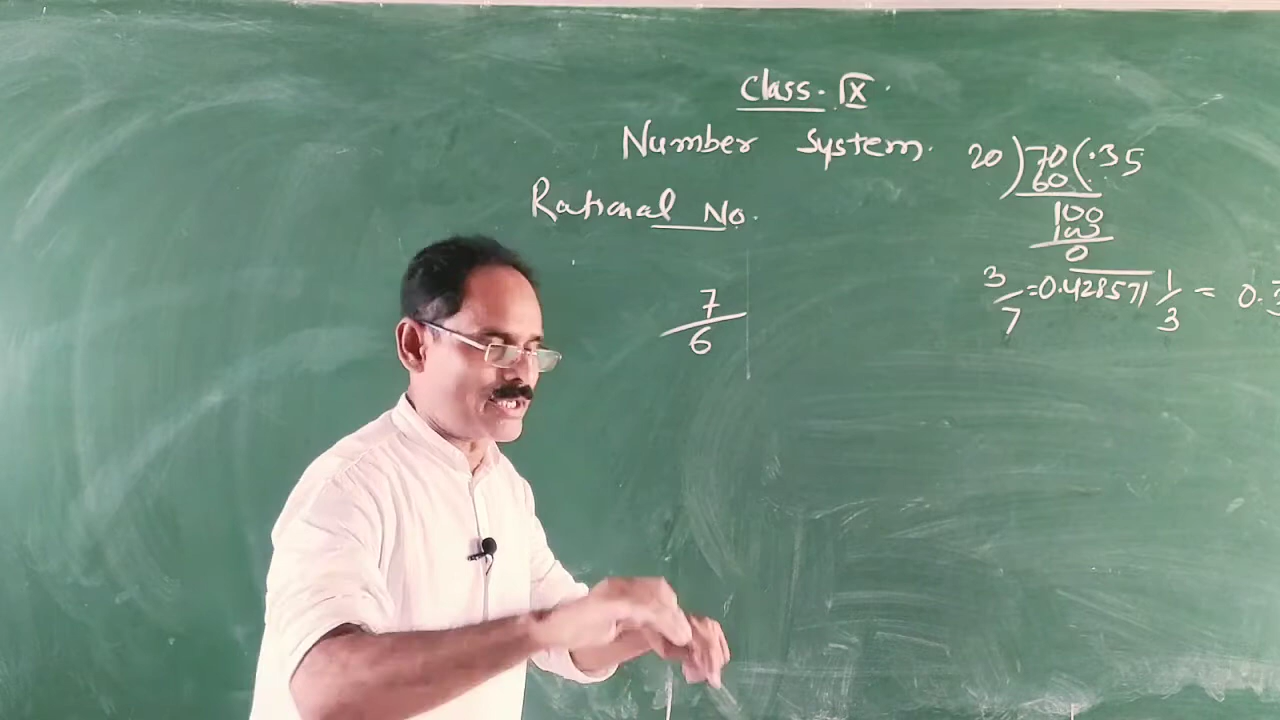 Class. IX.
Number System.
Rational No.
7
6
20)70(.35
60
100
100
0
3/7=0.428571
1/3 = 0.3